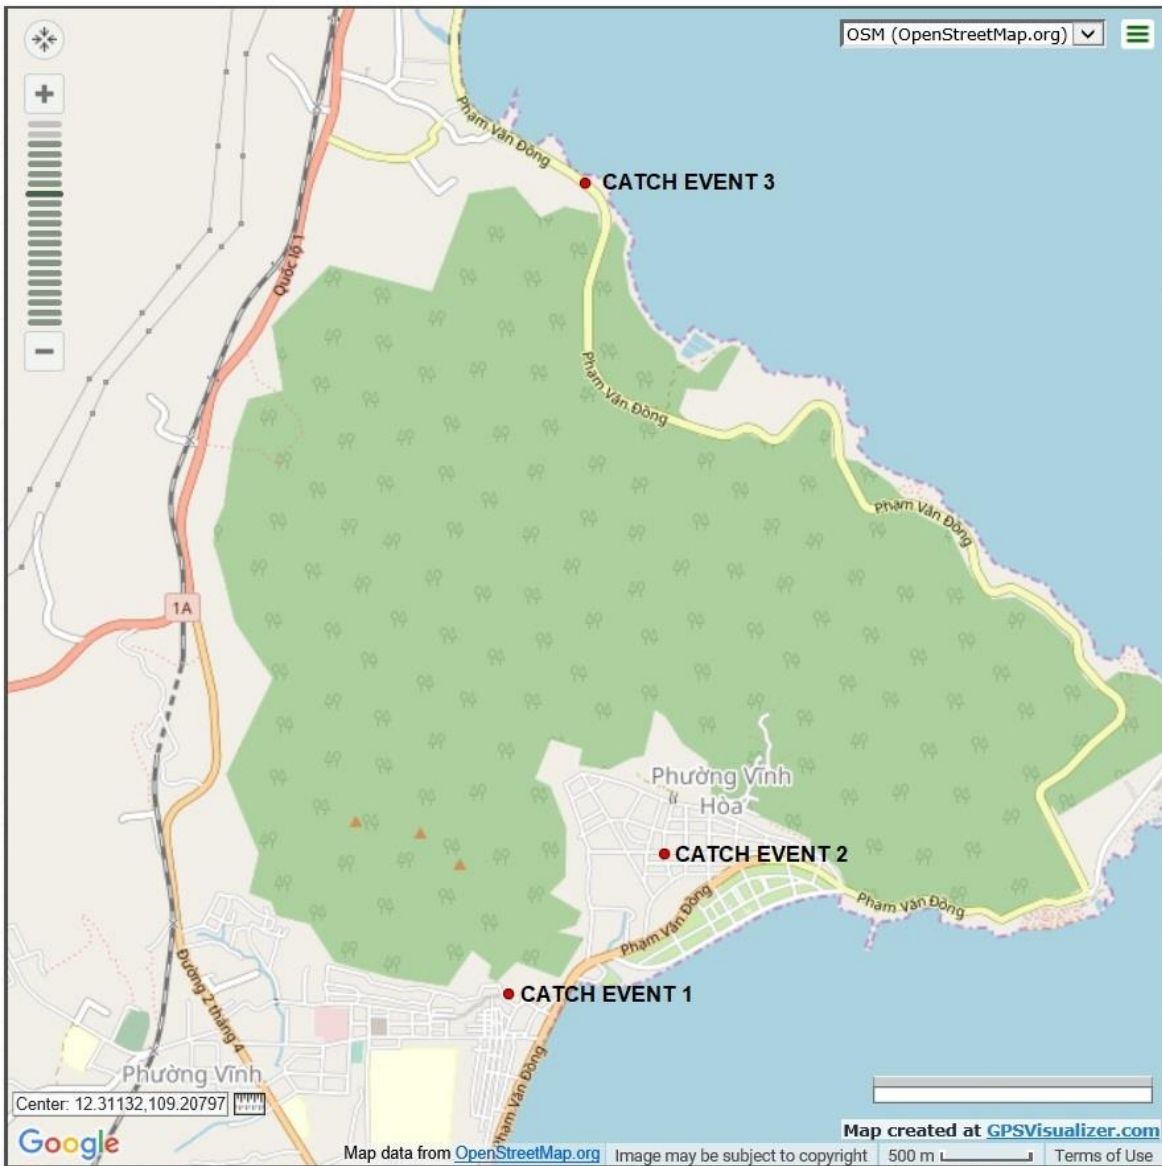 OSM (OpenStreetMap.org)
Phạm Văn Đồng
CATCH EVENT 3
Quốc lộ 1
Phạm Văn Đồng
Phạm Văn Đồng
1A
Phường Vĩnh
Hòa
CATCH EVENT 2
Phạm Văn Đồng
Phạm Văn Đồng
CATCH EVENT 1
Đường 2 tháng 4
Phạm Văn Đồng
Phường Vĩnh
Center: 12.31132,109.20797
Map created at GPSVisualizer.com
Google
Map data from OpenStreetMap.org
Image may be subject to copyright
500 m
Terms of Use